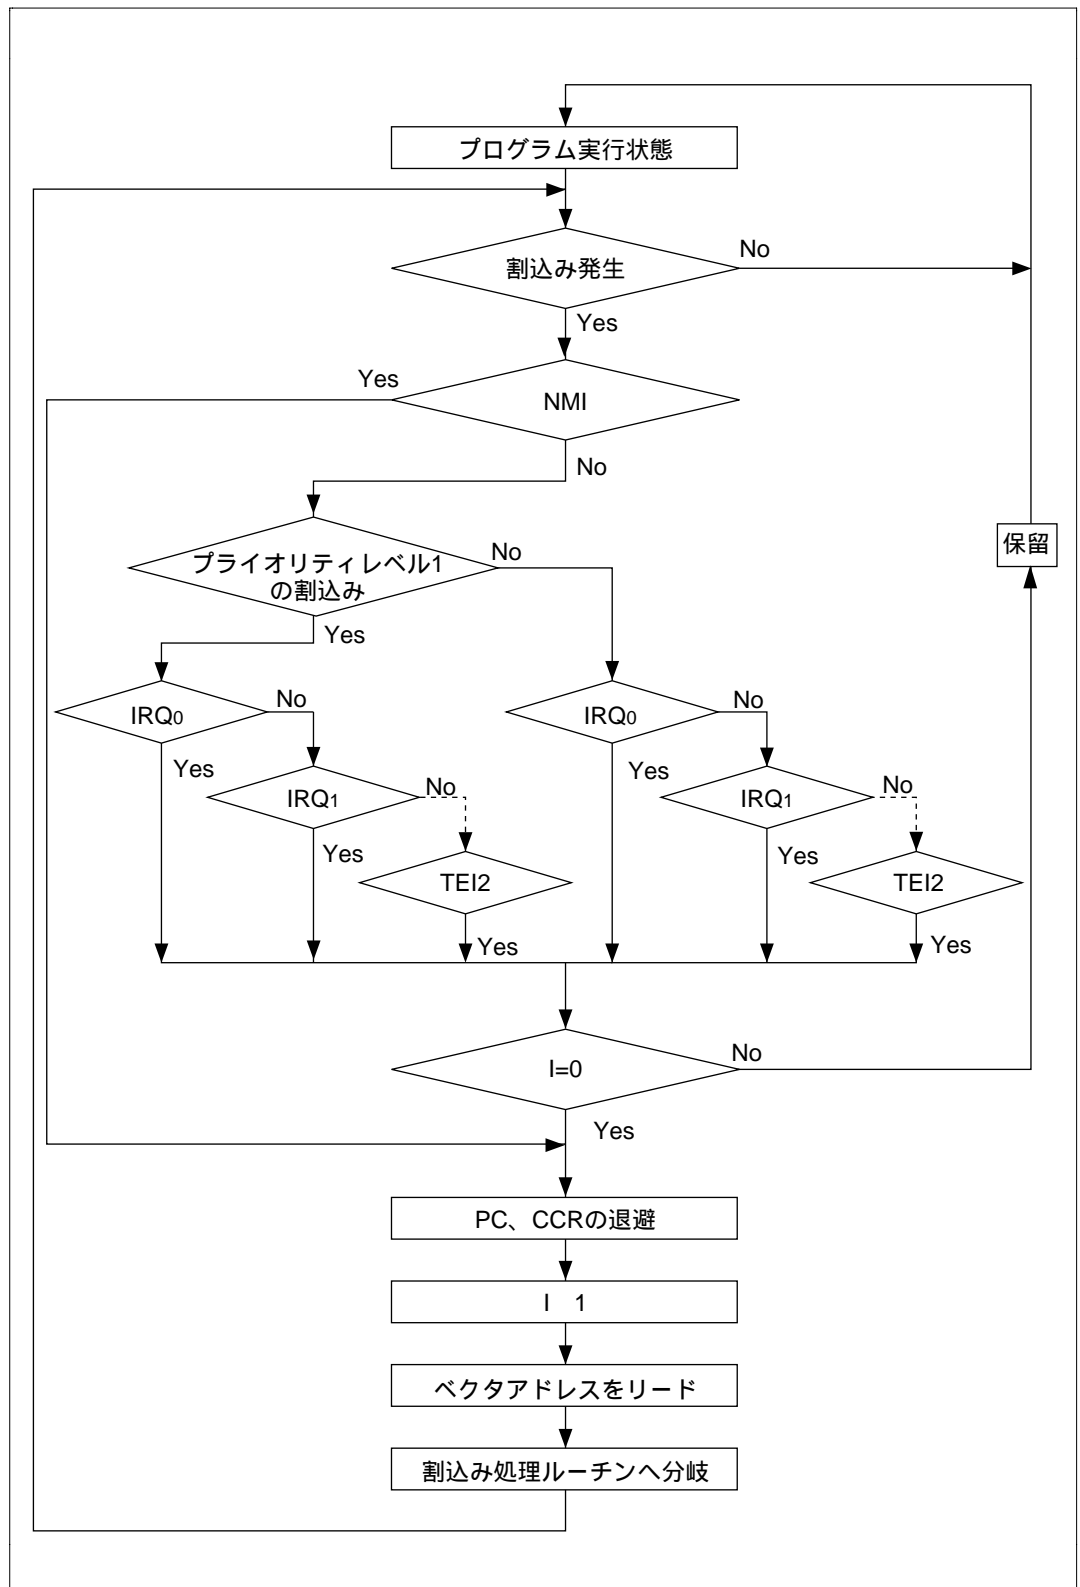 プログラム実行状態
割込み発生
No
Yes
Yes
NMI
No
保留
プライオリティレベル1
の割込み
No
Yes
IRQ0
No
IRQ0
No
Yes
IRQ1
No
Yes
IRQ1
No
Yes
TEI2
Yes
TEI2
Yes
Yes
I=0
No
Yes
PC、CCRの退避
I 1
ベクタアドレスをリード
割込み処理ルーチンへ分岐